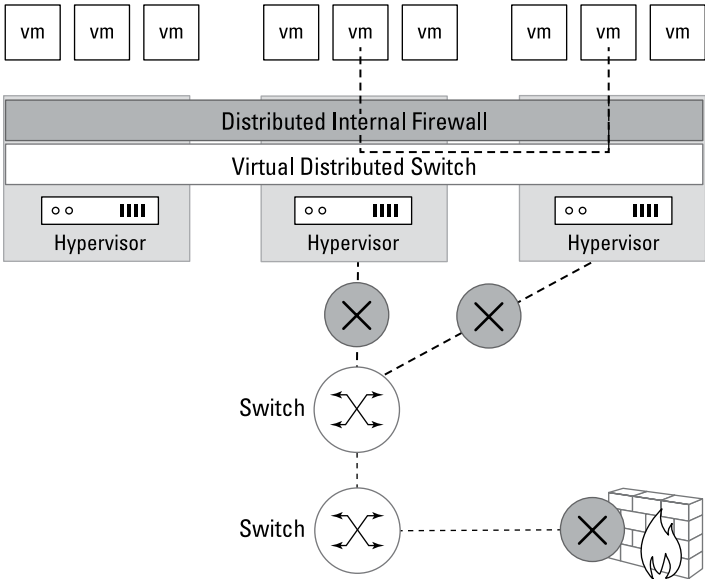 vm vm vm vm vm vm vm vm vm
Distributed Internal Firewall
Virtual Distributed Switch
Hypervisor Hypervisor Hypervisor
Switch
Switch